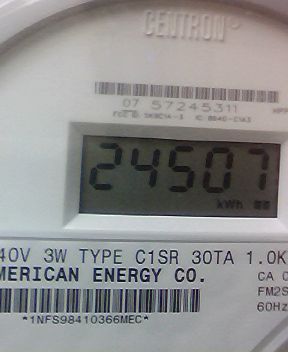 CENTRON®
07 57245311
24507
kWh
40V 3W TYPE C1SR 30TA 1.0K
MERICAN ENERGY CO.
CA 0
FM2S
60Hz
*1NFS98410366MEC*